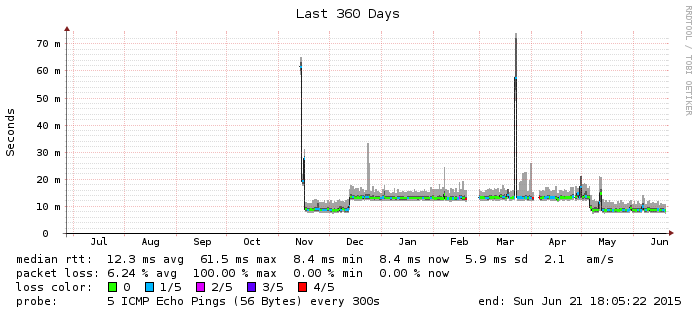 Last 360 Days
RRDTOOL / TOBI OETIKER
Seconds
70 m
60 m
50 m
40 m
30 m
20 m
10 m
0
Jul Aug Sep Oct Nov Dec Jan Feb Mar Apr May Jun
median rtt: 12.3 ms avg 61.5 ms max 8.4 ms min 8.4 ms now 5.9 ms sd 2.1 am/s
packet loss: 6.24 % avg 100.00 % max 0.00 % min 0.00 % now
loss color: 0 1/5 2/5 3/5 4/5
probe: 5 ICMP Echo Pings (56 Bytes) every 300s end: Sun Jun 21 18:05:22 2015